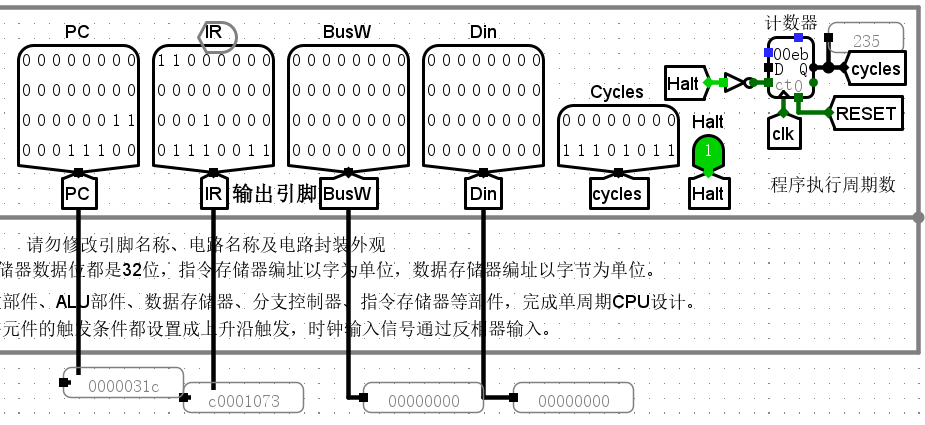 PC
IR
BusW
Din
计数器
235
00000000
11000000
00000000
00000000
00eb
D Q
cycles
Halt
ct0
00000000
00000000
00000000
00000000
Cycles
RESET
00000011
00001000
00000000
00000000
00000000
Halt
clk
00011100
01110011
00000000
00000000
11101011
1
PC
IR
输出引脚
BusW
Din
cycles
Halt
程序执行周期数
请勿修改引脚名称、电路名称及电路封装外观
储器数据位都是32位，指令存储器编址以字为单位，数据存储器编址以字节为单位。
部件、ALU部件、数据存储器、分支控制器、指令存储器等部件，完成单周期CPU设计。
元件的触发条件都设置成上升沿触发，时钟输入信号通过反相器输入。
0000031c
c0001073
00000000
00000000